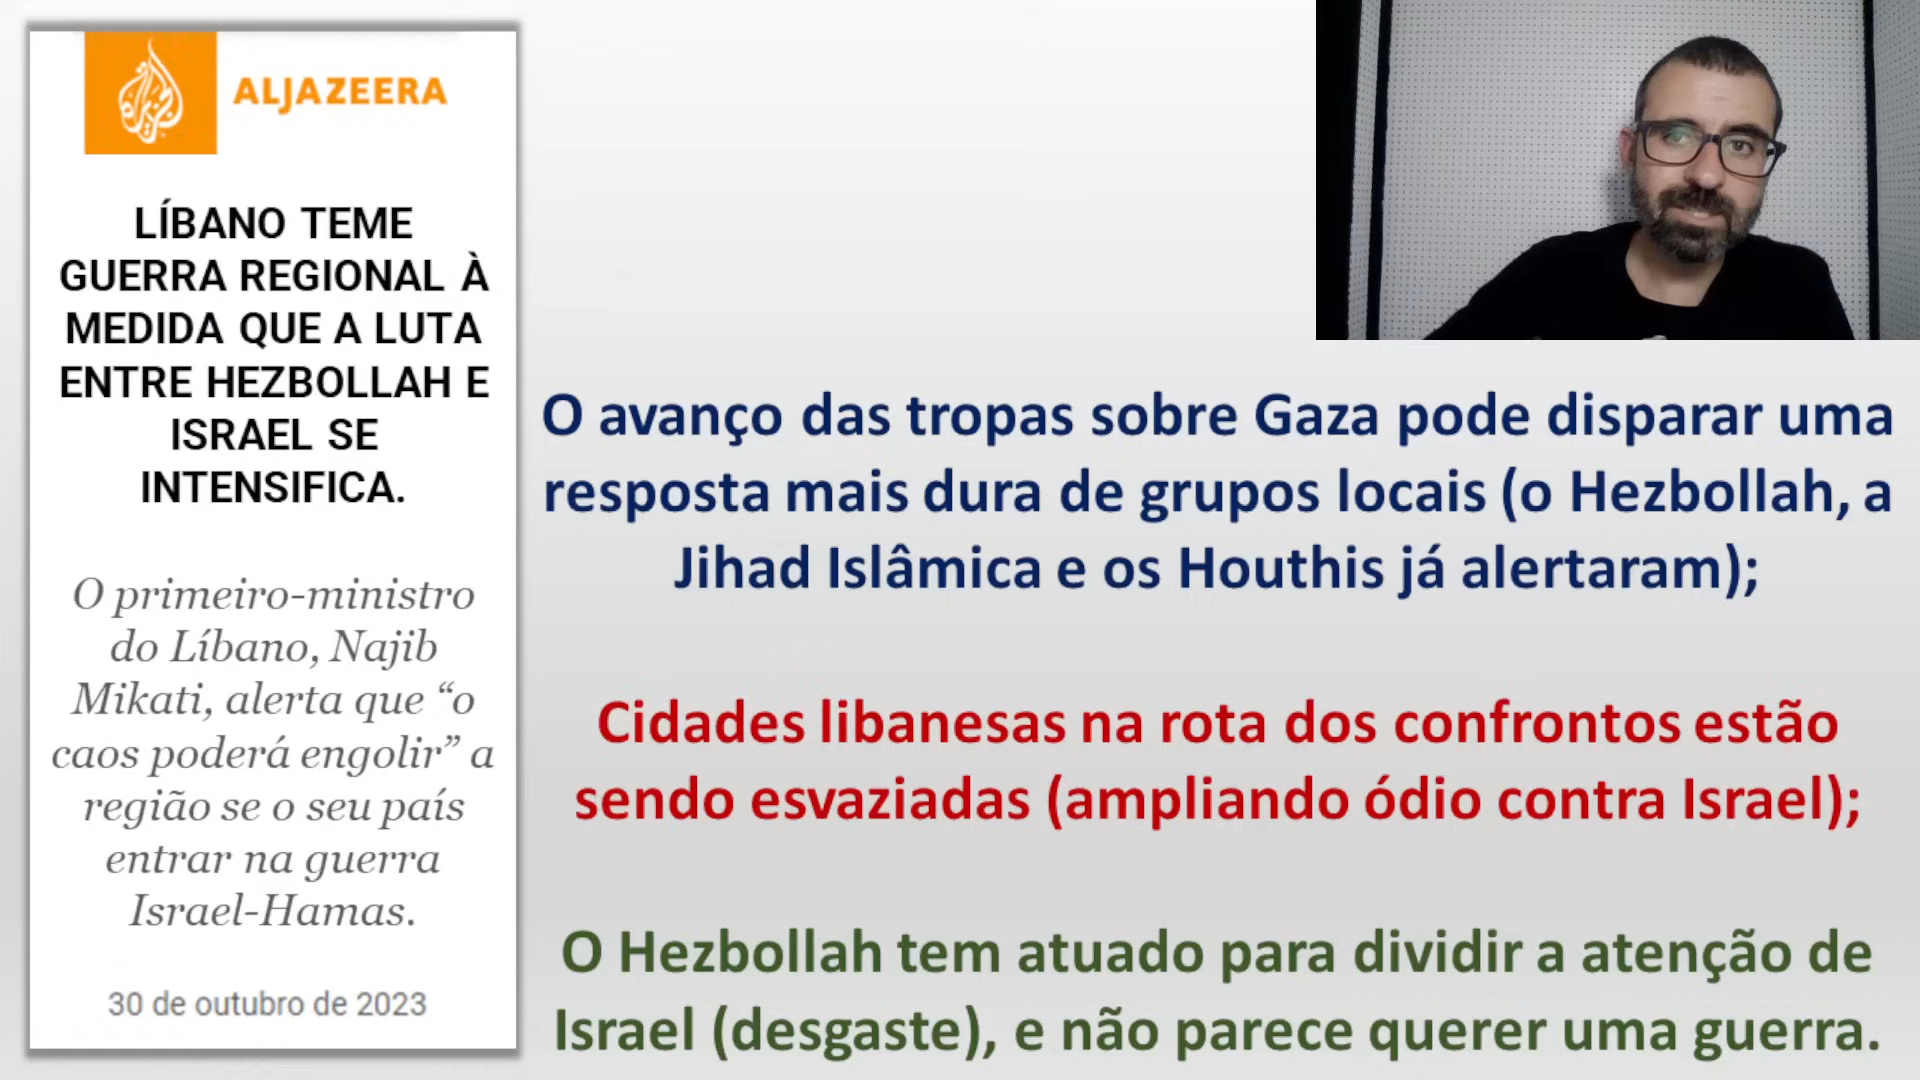 ALJAZEERA
LÍBANO TEME
GUERRA REGIONAL À
MEDIDA QUE A LUTA
ENTRE HEZBOLLAH E
ISRAEL SE
INTENSIFICA.
O primeiro-ministro
do Líbano, Najib
Mikati, alerta que “o
caos poderá engolir” a
região se o seu país
entrar na guerra
Israel-Hamas.
30 de outubro de 2023
O avanço das tropas sobre Gaza pode disparar uma
resposta mais dura de grupos locais (o Hezbollah, a
Jihad Islâmica e os Houthis já alertaram);
Cidades libanesas na rota dos confrontos estão
sendo esvaziadas (ampliando ódio contra Israel);
O Hezbollah tem atuado para dividir a atenção de
Israel (desgaste), e não parece querer uma guerra.